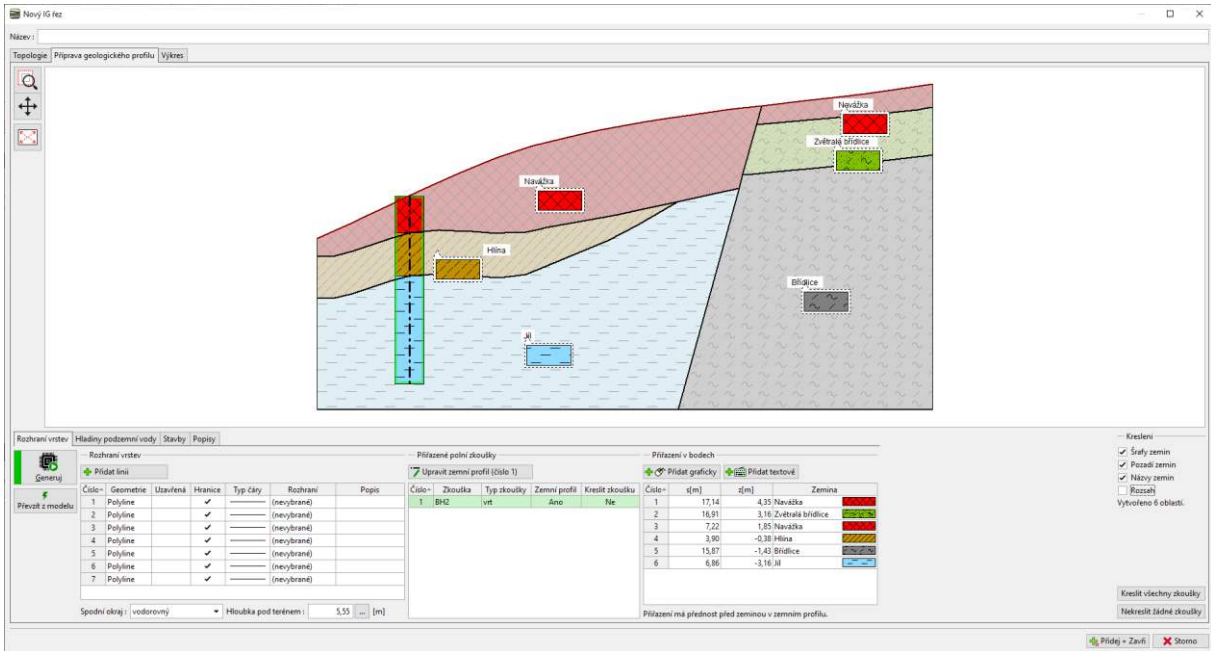 Nový IG řez
Název :
Topologie Příprava geologického profilu Výkres
Navážka
Zvětralá břidlice
Navážka
Hlína
Břidlice
Jíl
Rozhraní vrstev Hladiny podzemní vody Stavby Popisy
Generuj
Převzít z modelu
Rozhraní vrstev
Přidat linii
Číslo Geometrie Uzavřená Hranice Typ čáry Rozhraní Popis
1 Polyline (nevybrané)
2 Polyline (nevybrané)
3 Polyline (nevybrané)
4 Polyline (nevybrané)
5 Polyline (nevybrané)
6 Polyline (nevybrané)
7 Polyline (nevybrané)
Spodní okraj : vodorovný Hloubka pod terénem : 5,55 ... [m]
Přiřazené polní zkoušky
Upravit zemní profil (číslo 1)
Číslo Zkouška Typ zkoušky Zemní profil Kreslit zkoušku
1 BH2 vrt Ano Ne
Přiřazení v bodech
Přidat graficky Přidat textově
Číslo s[m] z[m] Zemina
1 17,14 4,35 Navážka
2 16,91 3,16 Zvětralá břidlice
3 7,22 1,85 Navážka
4 3,90 -0,38 Hlína
5 15,87 -1,43 Břidlice
6 6,86 -3,16 Jíl
Přiřazení má přednost před zeminou v zemním profilu.
Kreslení
Šrafy zemin
Pozadí zemin
Názvy zemin
Rozsah
Vytvořeno 6 oblastí.
Kreslit všechny zkoušky
Nekreslit žádné zkoušky
Přidej + Zavři Storno